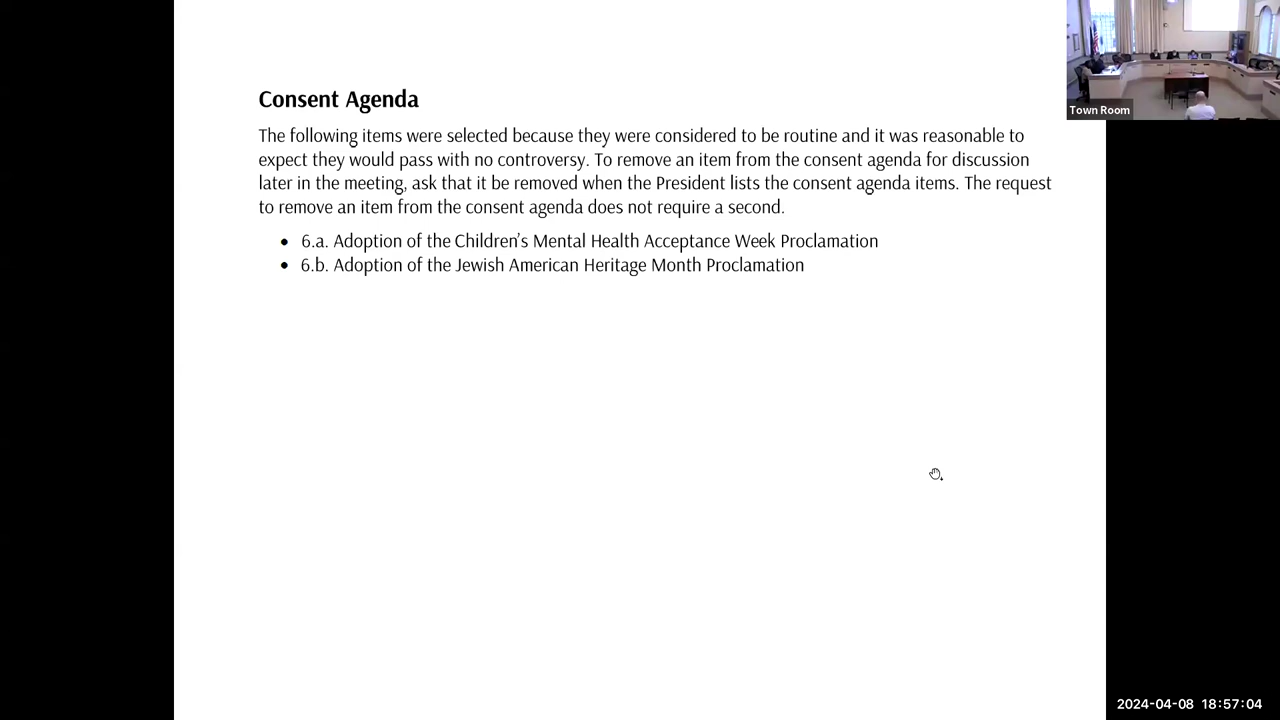 Consent Agenda
The following items were selected because they were considered to be routine and it was reasonable to
expect they would pass with no controversy. To remove an item from the consent agenda for discussion
later in the meeting, ask that it be removed when the President lists the consent agenda items. The request
to remove an item from the consent agenda does not require a second.
• 6.a. Adoption of the Children’s Mental Health Acceptance Week Proclamation
• 6.b. Adoption of the Jewish American Heritage Month Proclamation
Town Room
2024-04-08 18:57:04